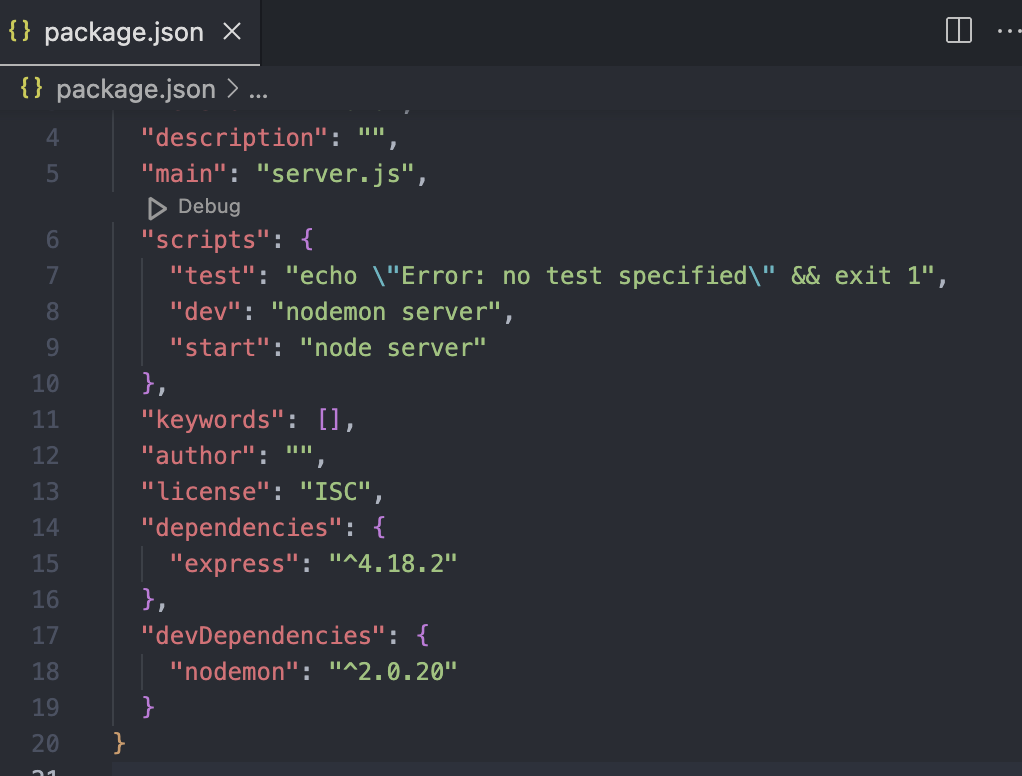 {} package.json ×
{} package.json > ...
4 "description": "",
5 "main": "server.js",
Debug
6 "scripts": {
7 "test": "echo \"Error: no test specified\" && exit 1",
8 "dev": "nodemon server",
9 "start": "node server"
10 },
11 "keywords": [],
12 "author": "",
13 "license": "ISC",
14 "dependencies": {
15 "express": "^4.18.2"
16 },
17 "devDependencies": {
18 "nodemon": "^2.0.20"
19 }
20 }
21